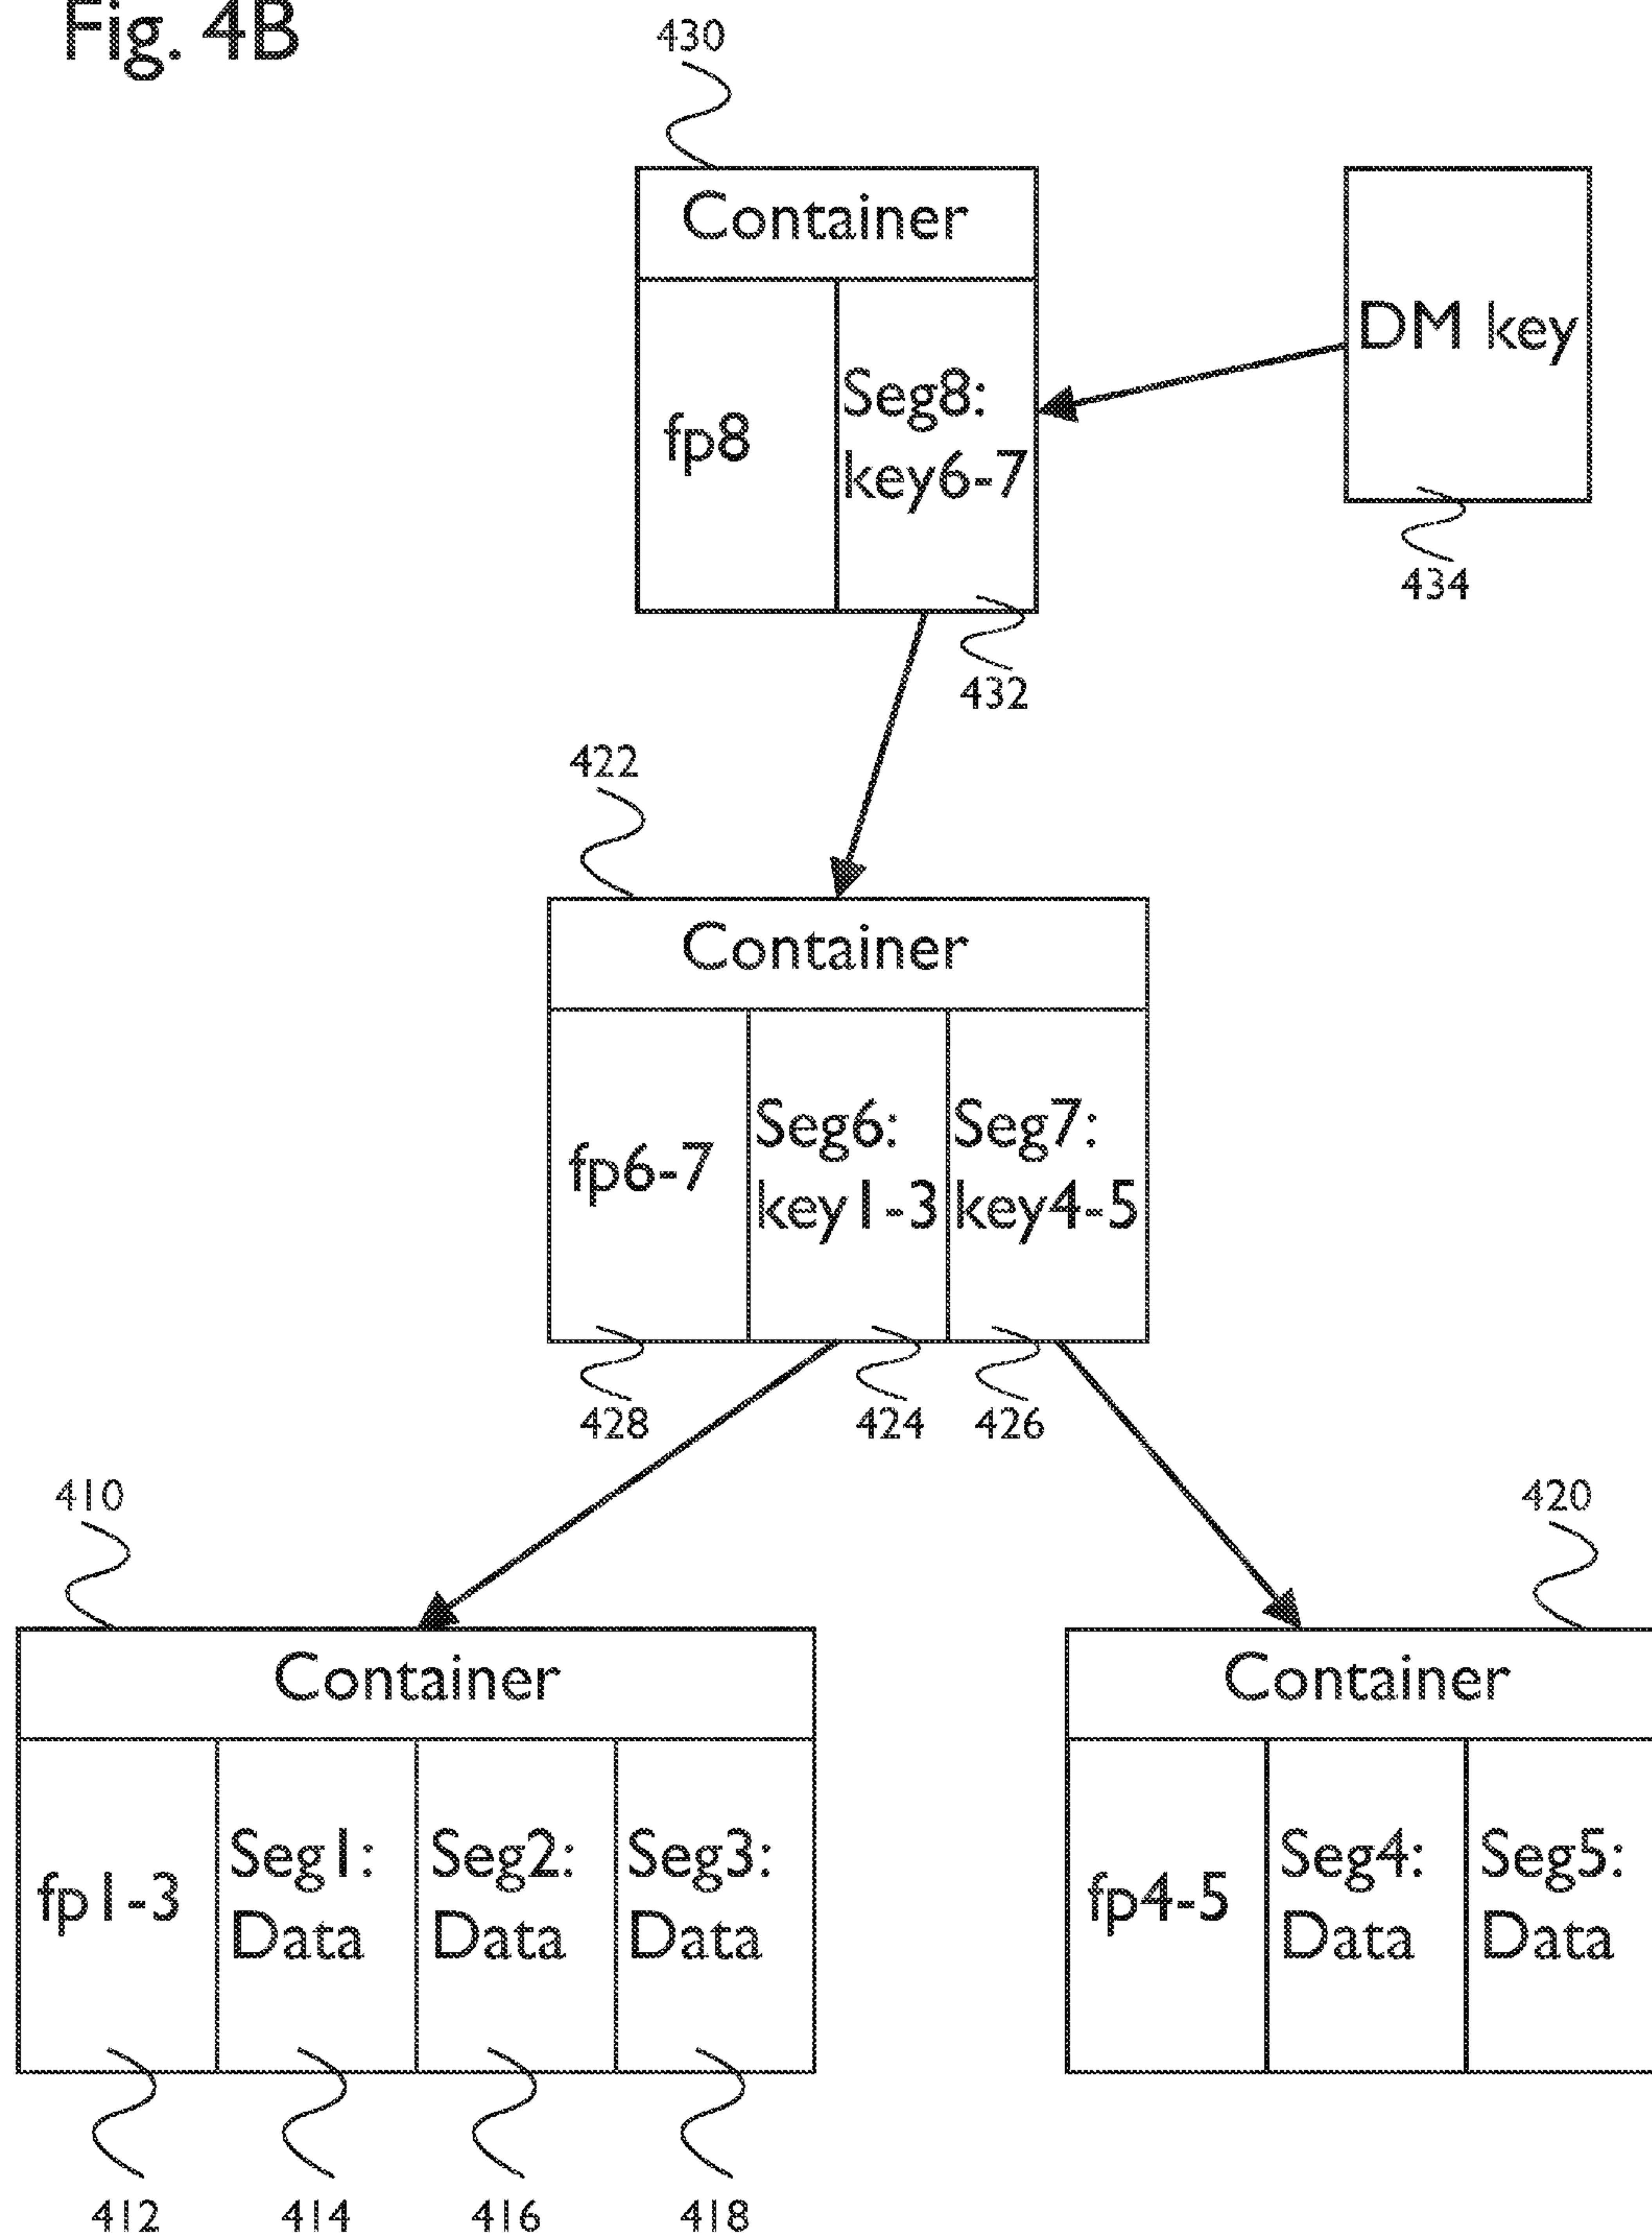 Fig. 4B
430
Container
fp8
Seg8:
key6-7
DM key
434
432
422
Container
fp6-7
Seg6:
key1-3
Seg7:
key4-5
428
424
426
410
420
Container
fp1-3
Seg1:
Data
Seg2:
Data
Seg3:
Data
Container
fp4-5
Seg4:
Data
Seg5:
Data
412
414
416
418